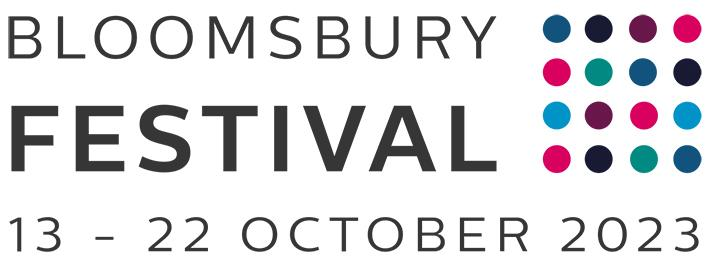 BLOOMSBURY
FESTIVAL
13 - 22 OCTOBER 2023